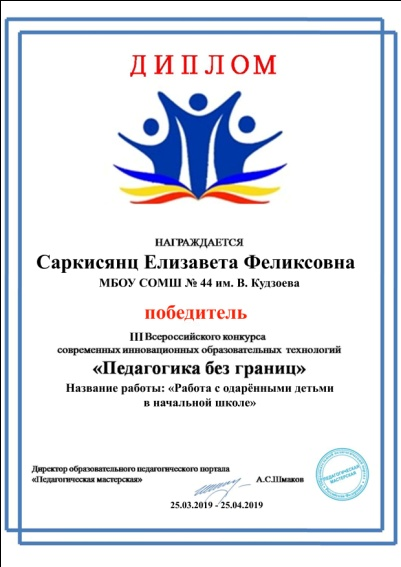 ДИПЛОМ
НАГРАЖДАЕТСЯ
Саркисянц Елизавета Феликсовна
МБОУ СОМШ № 44 им. В. Кудзоева
победитель
III Всероссийского конкурса
современных инновационных образовательных технологий
«Педагогика без границ»
Название работы: «Работа с одарёнными детьми
в начальной школе»
Директор образовательного педагогического портала
«Педагогическая мастерская»
А.С.Шмаков
ПЕДАГОГИЧЕСКАЯ
МАСТЕРСКАЯ
25.03.2019 - 25.04.2019